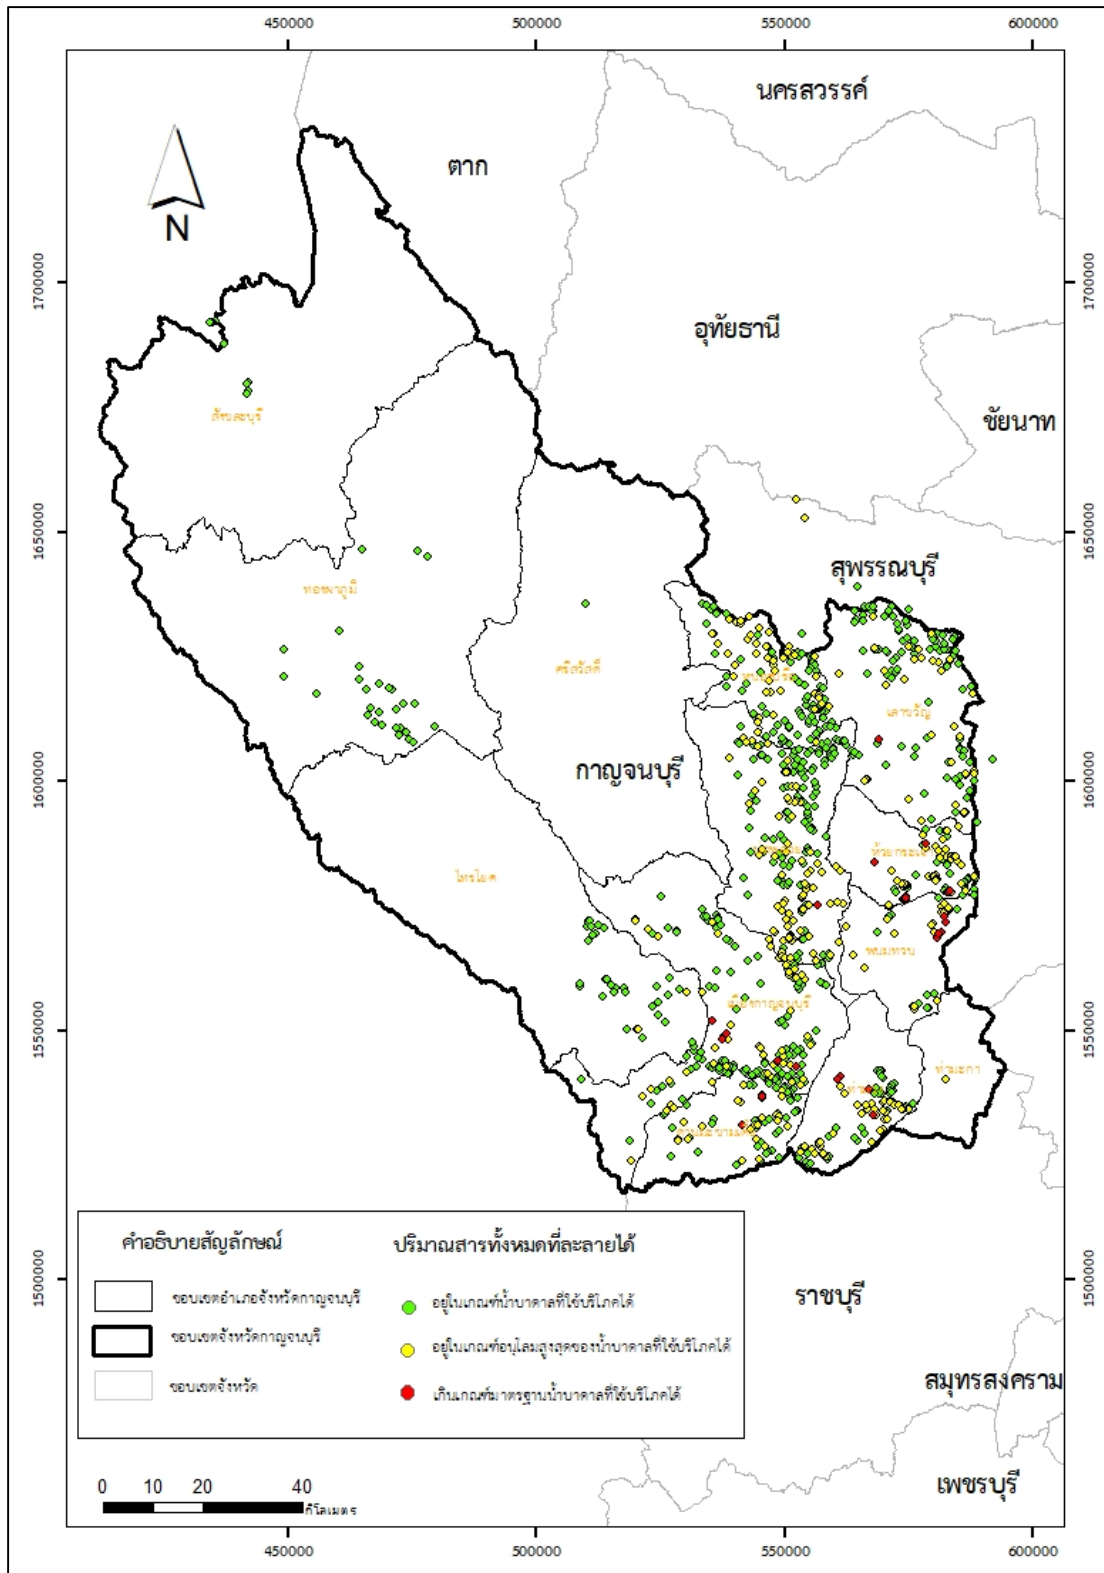 450000 500000 550000 600000
นครสวรรค์
ตาก
N
1700000 1700000
อุทัยธานี
ชัยนาท
สังขละบุรี
1650000 1650000
สุพรรณบุรี
ทองผาภูมิ
ศรีสวัสดิ์
เลาขวัญ
กาญจนบุรี
1600000 1600000
ห้วยกระเจา
ไทรโยค
พนมทวน
เมืองกาญจนบุรี
1550000 1550000
ท่ามะกา
ด่านมะขามเตี้ย
คำอธิบายสัญลักษณ์ ปริมาณสารทั้งหมดที่ละลายได้
ขอบเขตอำเภอจังหวัดกาญจนบุรี อยู่ในเกณฑ์น้ำบาดาลที่ใช้บริโภคได้
ขอบเขตจังหวัดกาญจนบุรี อยู่ในเกณฑ์อนุโลมสูงสุดของน้ำบาดาลที่ใช้บริโภคได้
ขอบเขตจังหวัด เกินเกณฑ์มาตรฐานน้ำบาดาลที่ใช้บริโภคได้
1500000 1500000
ราชบุรี
สมุทรสงคราม
เพชรบุรี
0 10 20 40
กิโลเมตร
450000 500000 550000 600000